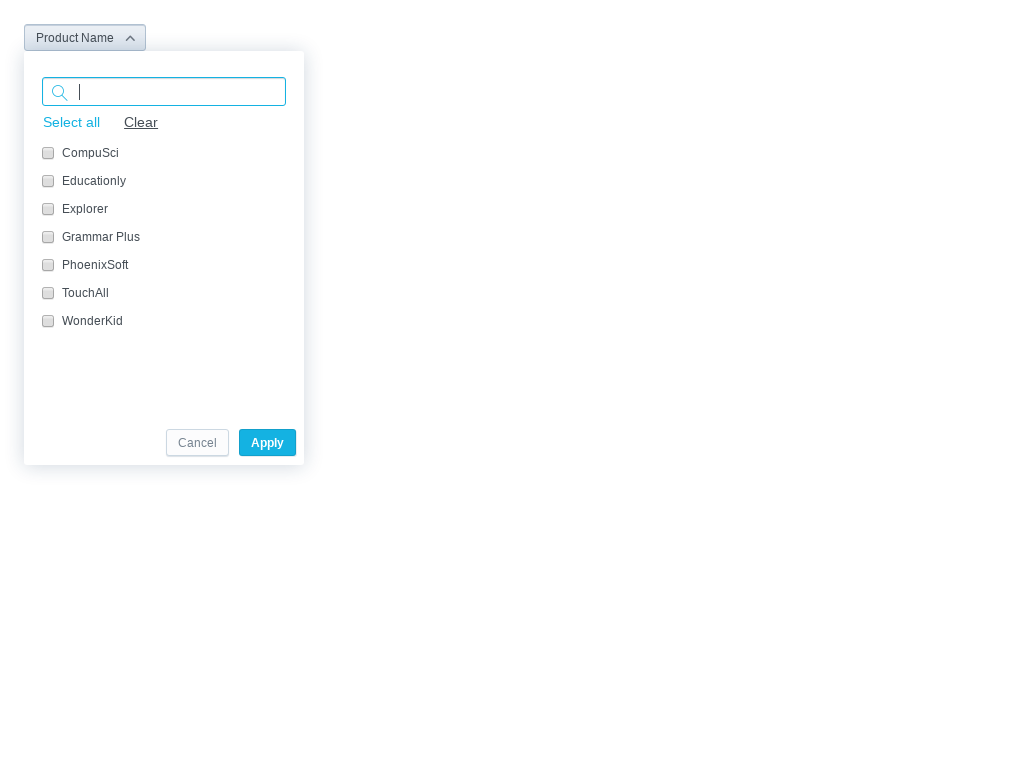 Product Name
Select all Clear
CompuSci
Educationly
Explorer
Grammar Plus
PhoenixSoft
TouchAll
WonderKid
Cancel Apply